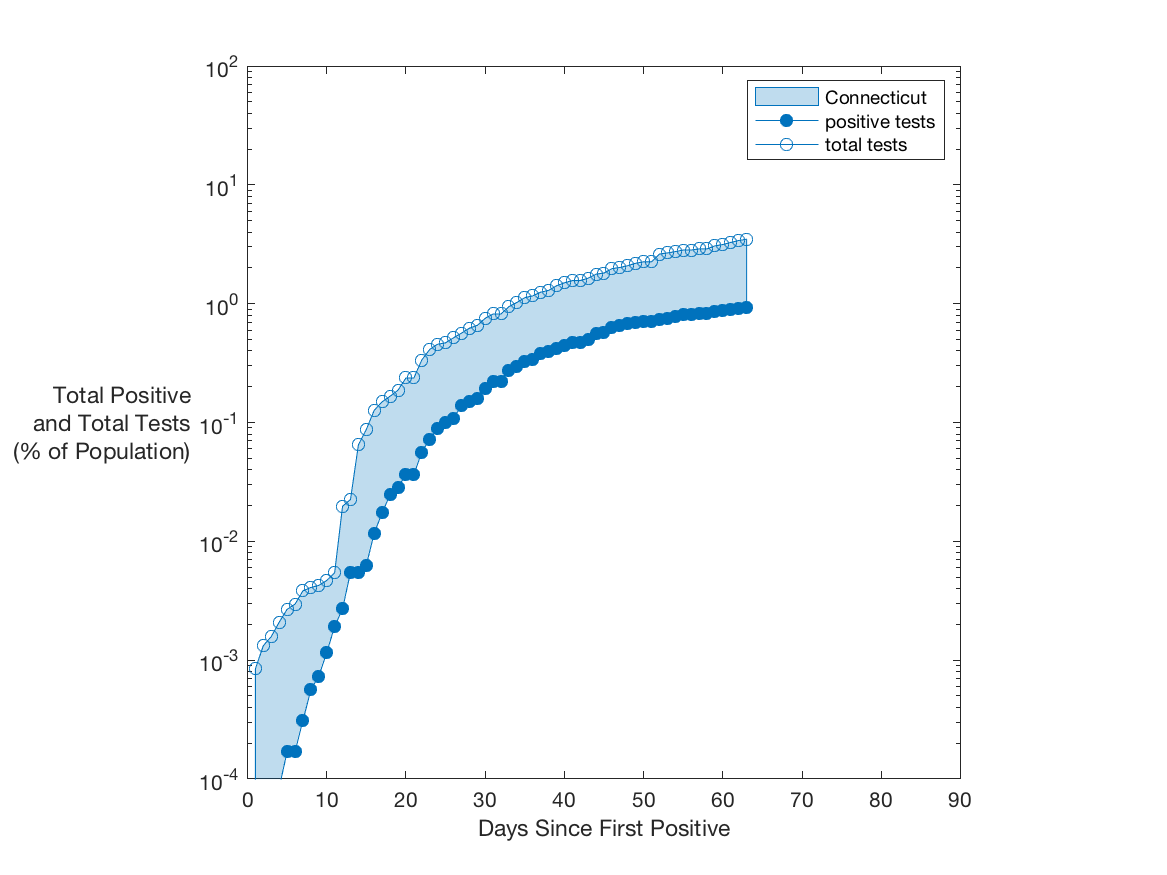 10^2
10^1
10^0
10^-1
10^-2
10^-3
10^-4
Total Positive
and Total Tests
(% of Population)
Connecticut
positive tests
total tests
0 10 20 30 40 50 60 70 80 90
Days Since First Positive